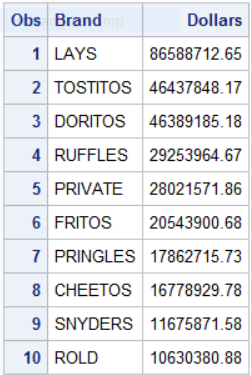 Obs Brand Dollars
1 LAYS 86588712.65
2 TOSTITOS 46437848.17
3 DORITOS 46389185.18
4 RUFFLES 29253964.67
5 PRIVATE 28021571.86
6 FRITOS 20543900.68
7 PRINGLES 17862715.73
8 CHEETOS 16778929.78
9 SNYDERS 11675871.58
10 ROLD 10630380.88